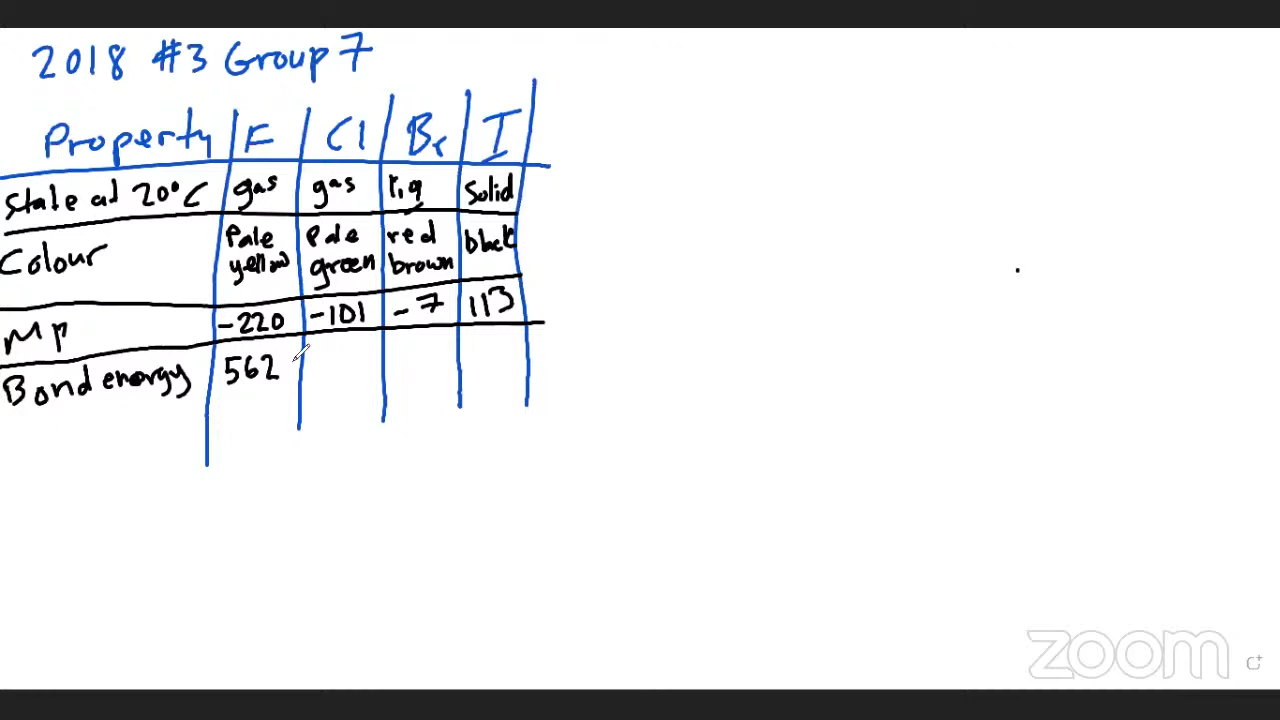 2018 #3 Group 7
Property F Cl Br I
State at 20°C gas gas liq Solid
Colour Pale yellow Pale green red brown black
Mp -220 -101 -7 113
Bond energy 562
zoom